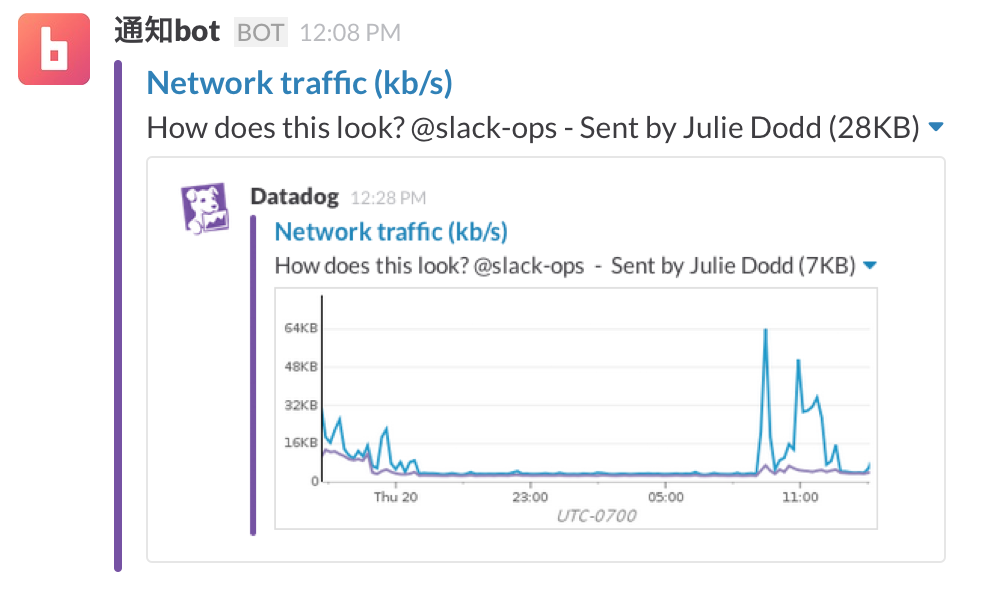 通知bot BOT 12:08 PM
Network traffic (kb/s)
How does this look? @slack-ops - Sent by Julie Dodd (28KB)
Datadog 12:28 PM
Network traffic (kb/s)
How does this look? @slack-ops - Sent by Julie Dodd (7KB)
64KB
48KB
32KB
16KB
0
Thu 20 23:00 05:00 11:00
UTC-0700